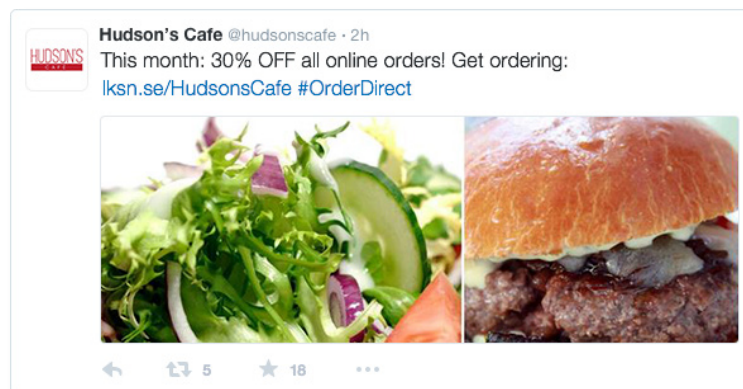 Hudson's Cafe @hudsonscafe · 2h
HUDSON'S
CAFE
This month: 30% OFF all online orders! Get ordering:
lksn.se/HudsonsCafe #OrderDirect
5 18